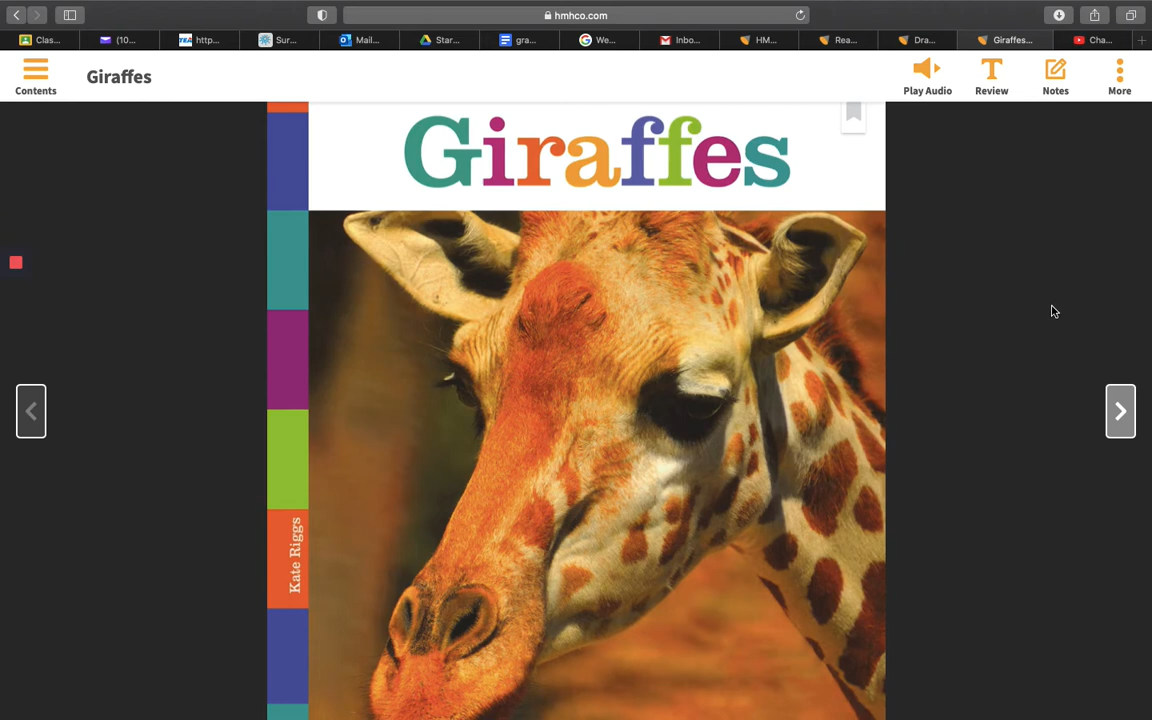 hmhco.com
Clas...
(10...
TEA http...
Sur...
Mail...
Star...
gra...
We...
Inbo...
HM...
Rea...
Dra...
Giraffes...
Cha...
Contents
Giraffes
Play Audio
Review
Notes
More
Giraffes
Kate Riggs